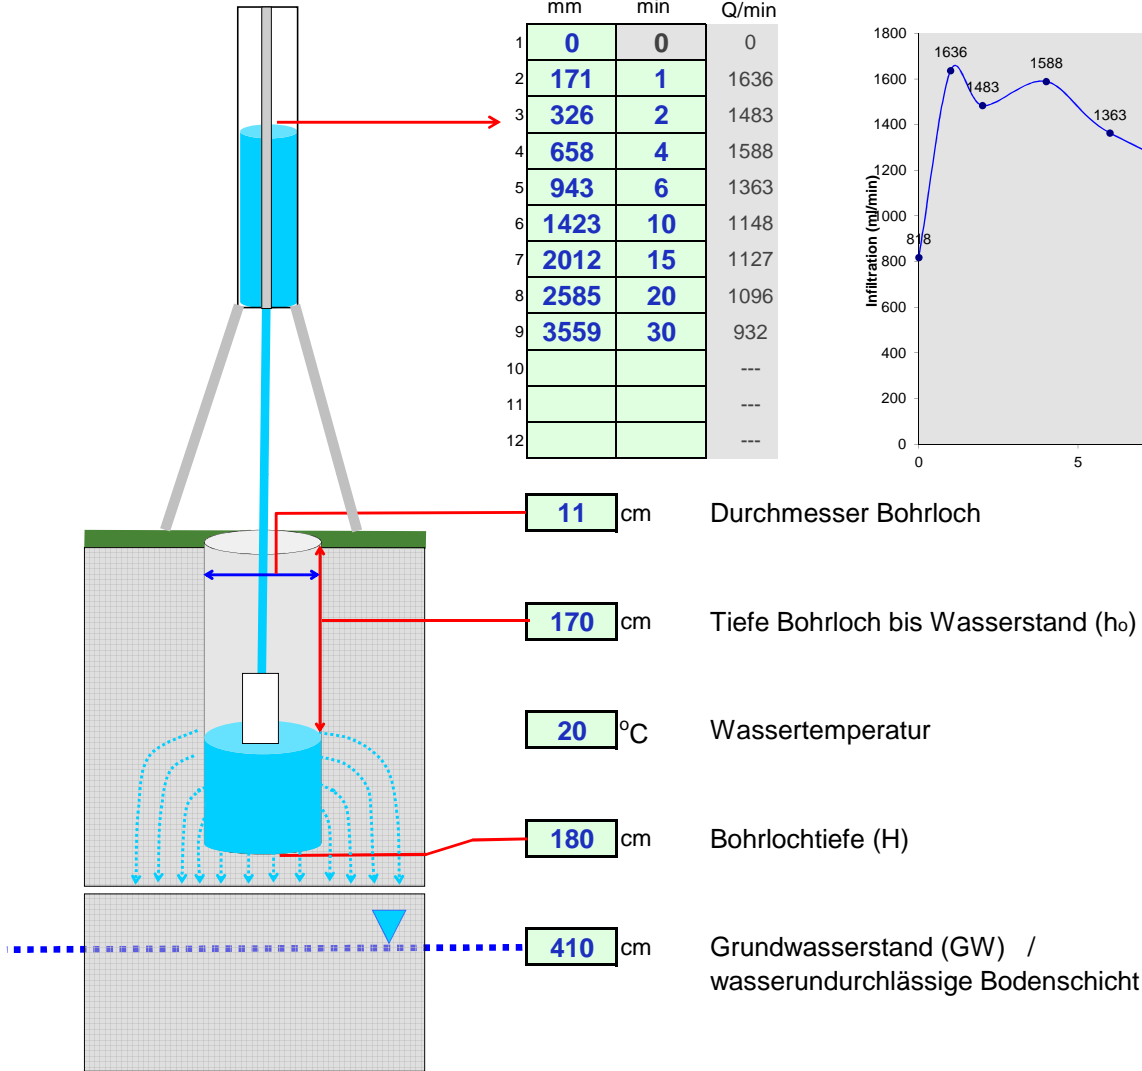 mm min Q/min
1 0 0 0
2 171 1 1636
3 326 2 1483
4 658 4 1588
5 943 6 1363
6 1423 10 1148
7 2012 15 1127
8 2585 20 1096
9 3559 30 932
10 ---
11 ---
12 ---
Infiltration (ml/min)
1800
1600
1400
1200
1000
800
600
400
200
0
0 5
818
1636
1483
1588
1363
11 cm Durchmesser Bohrloch
170 cm Tiefe Bohrloch bis Wasserstand (ho)
20 °C Wassertemperatur
180 cm Bohrlochtiefe (H)
410 cm Grundwasserstand (GW) /
wasserundurchlässige Bodenschicht